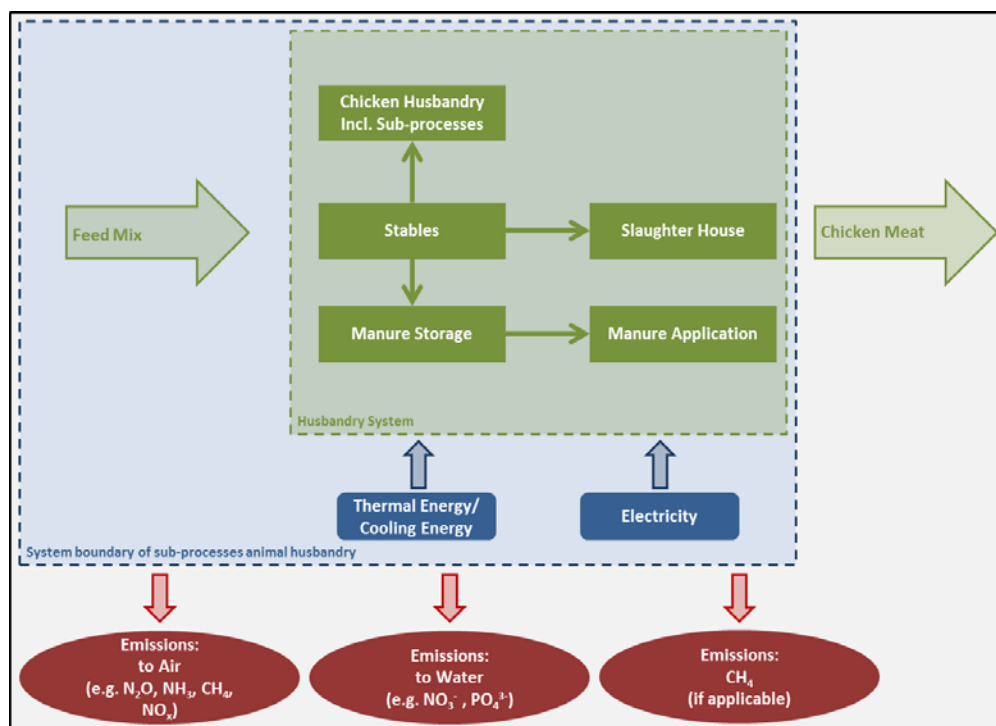 Chicken Husbandry
Incl. Sub-processes
Feed Mix
Stables
Slaughter House
Chicken Meat
Manure Storage
Manure Application
Husbandry System
Thermal Energy/
Cooling Energy
Electricity
System boundary of sub-processes animal husbandry
Emissions:
to Air
(e.g. N₂O, NH₃, CH₄,
NOₓ)
Emissions:
to Water
(e.g. NO₃⁻ , PO₄³⁻)
Emissions:
CH₄
(if applicable)